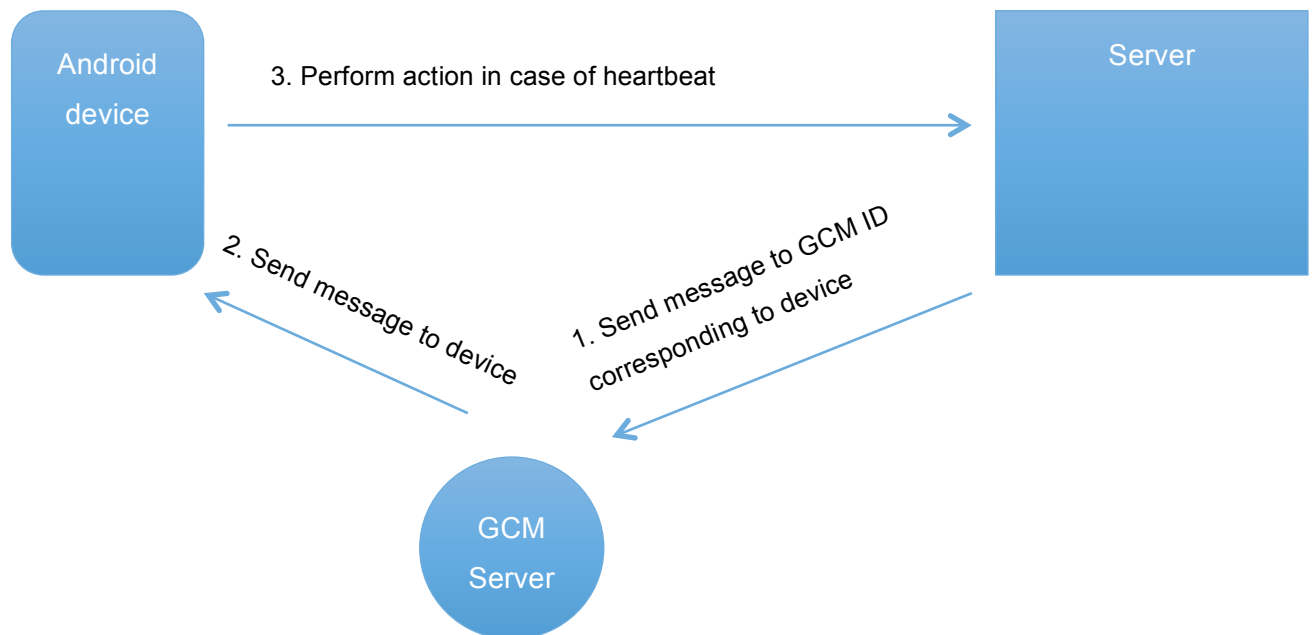 Android
device
3. Perform action in case of heartbeat
Server
2. Send message to device
1. Send message to GCM ID
corresponding to device
GCM
Server